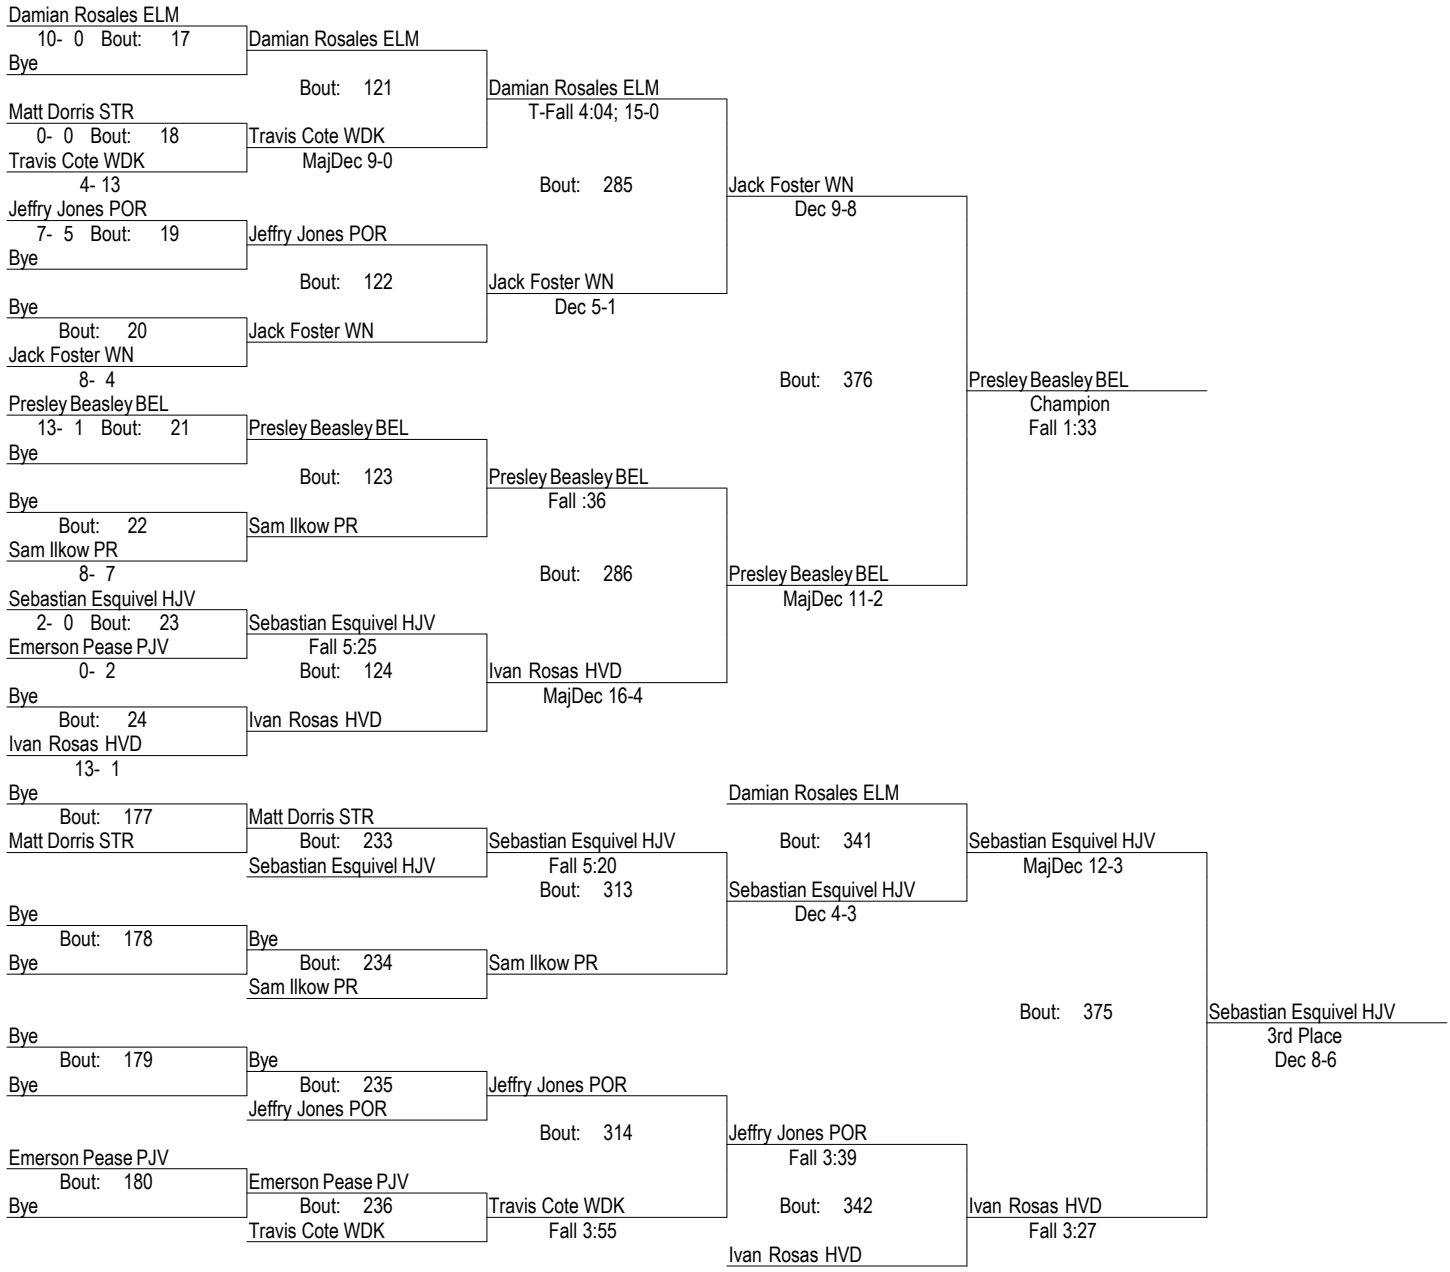 Damian Rosales ELM
10- 0 Bout: 17
Damian Rosales ELM
Bye
Bout: 121
Damian Rosales ELM
Matt Dorris STR
T-Fall 4:04; 15-0
0- 0 Bout: 18
Travis Cote WDK
Travis Cote WDK
MajDec 9-0
4- 13
Bout: 285
Jack Foster WN
Jeffry Jones POR
Dec 9-8
7- 5 Bout: 19
Jeffry Jones POR
Bye
Bout: 122
Jack Foster WN
Bye
Dec 5-1
Bout: 20
Jack Foster WN
Jack Foster WN
8- 4
Bout: 376
Presley Beasley BEL
Presley Beasley BEL
Champion
13- 1 Bout: 21
Presley Beasley BEL
Fall 1:33
Bye
Bout: 123
Presley Beasley BEL
Bye
Fall :36
Bout: 22
Sam Ilkow PR
Sam Ilkow PR
8- 7
Bout: 286
Presley Beasley BEL
Sebastian Esquivel HJV
MajDec 11-2
2- 0 Bout: 23
Sebastian Esquivel HJV
Emerson Pease PJV
Fall 5:25
0- 2
Bout: 124
Ivan Rosas HVD
Bye
MajDec 16-4
Bout: 24
Ivan Rosas HVD
Ivan Rosas HVD
13- 1
Bye
Damian Rosales ELM
Bout: 177
Matt Dorris STR
Matt Dorris STR
Bout: 233
Sebastian Esquivel HJV
Bout: 341
Sebastian Esquivel HJV
Sebastian Esquivel HJV
Fall 5:20
MajDec 12-3
Bout: 313
Sebastian Esquivel HJV
Bye
Dec 4-3
Bout: 178
Bye
Bye
Bout: 234
Sam Ilkow PR
Sam Ilkow PR
Bout: 375
Sebastian Esquivel HJV
Bye
3rd Place
Bout: 179
Bye
Dec 8-6
Bye
Bout: 235
Jeffry Jones POR
Jeffry Jones POR
Bout: 314
Jeffry Jones POR
Emerson Pease PJV
Fall 3:39
Bout: 180
Emerson Pease PJV
Bye
Bout: 236
Travis Cote WDK
Bout: 342
Ivan Rosas HVD
Travis Cote WDK
Fall 3:55
Fall 3:27
Ivan Rosas HVD